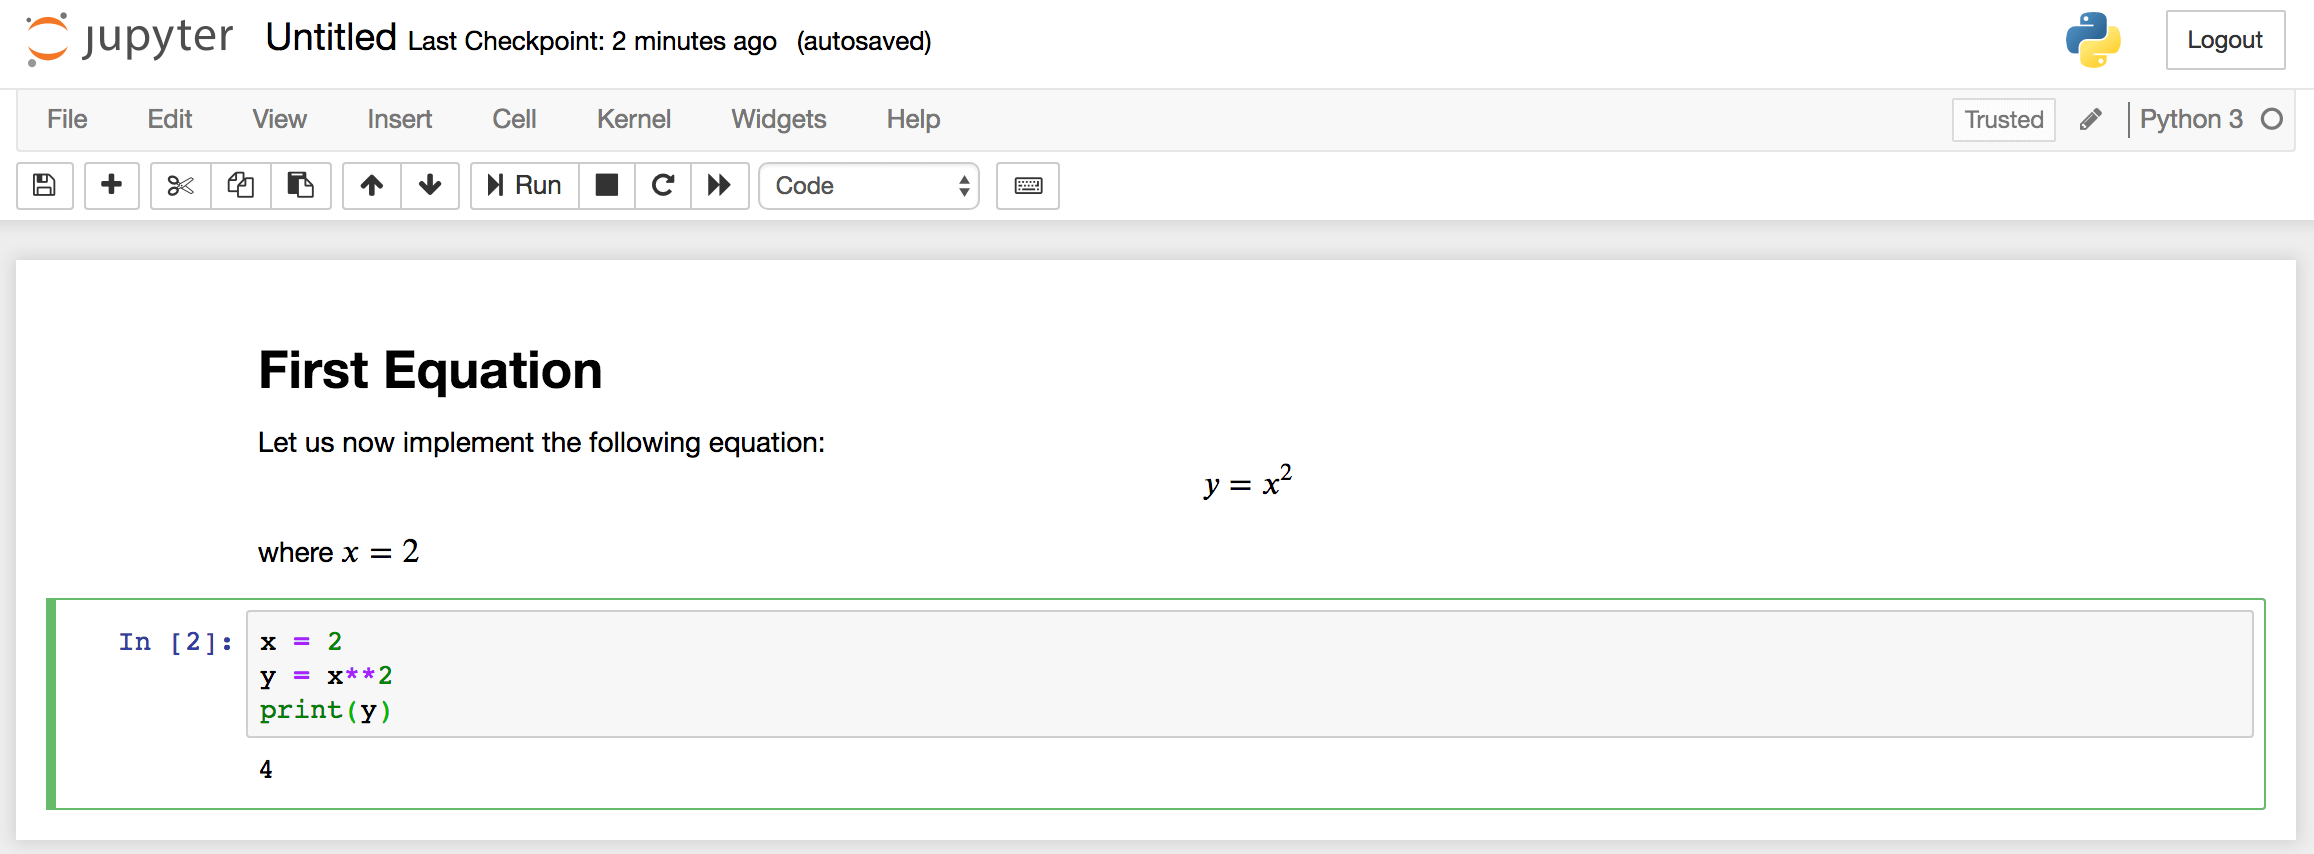 jupyter Untitled Last Checkpoint: 2 minutes ago (autosaved) Logout
File Edit View Insert Cell Kernel Widgets Help Trusted Python 3
Run Code
First Equation
Let us now implement the following equation:
y = x²
where x = 2
In [2]: x = 2
y = x**2
print(y)
4